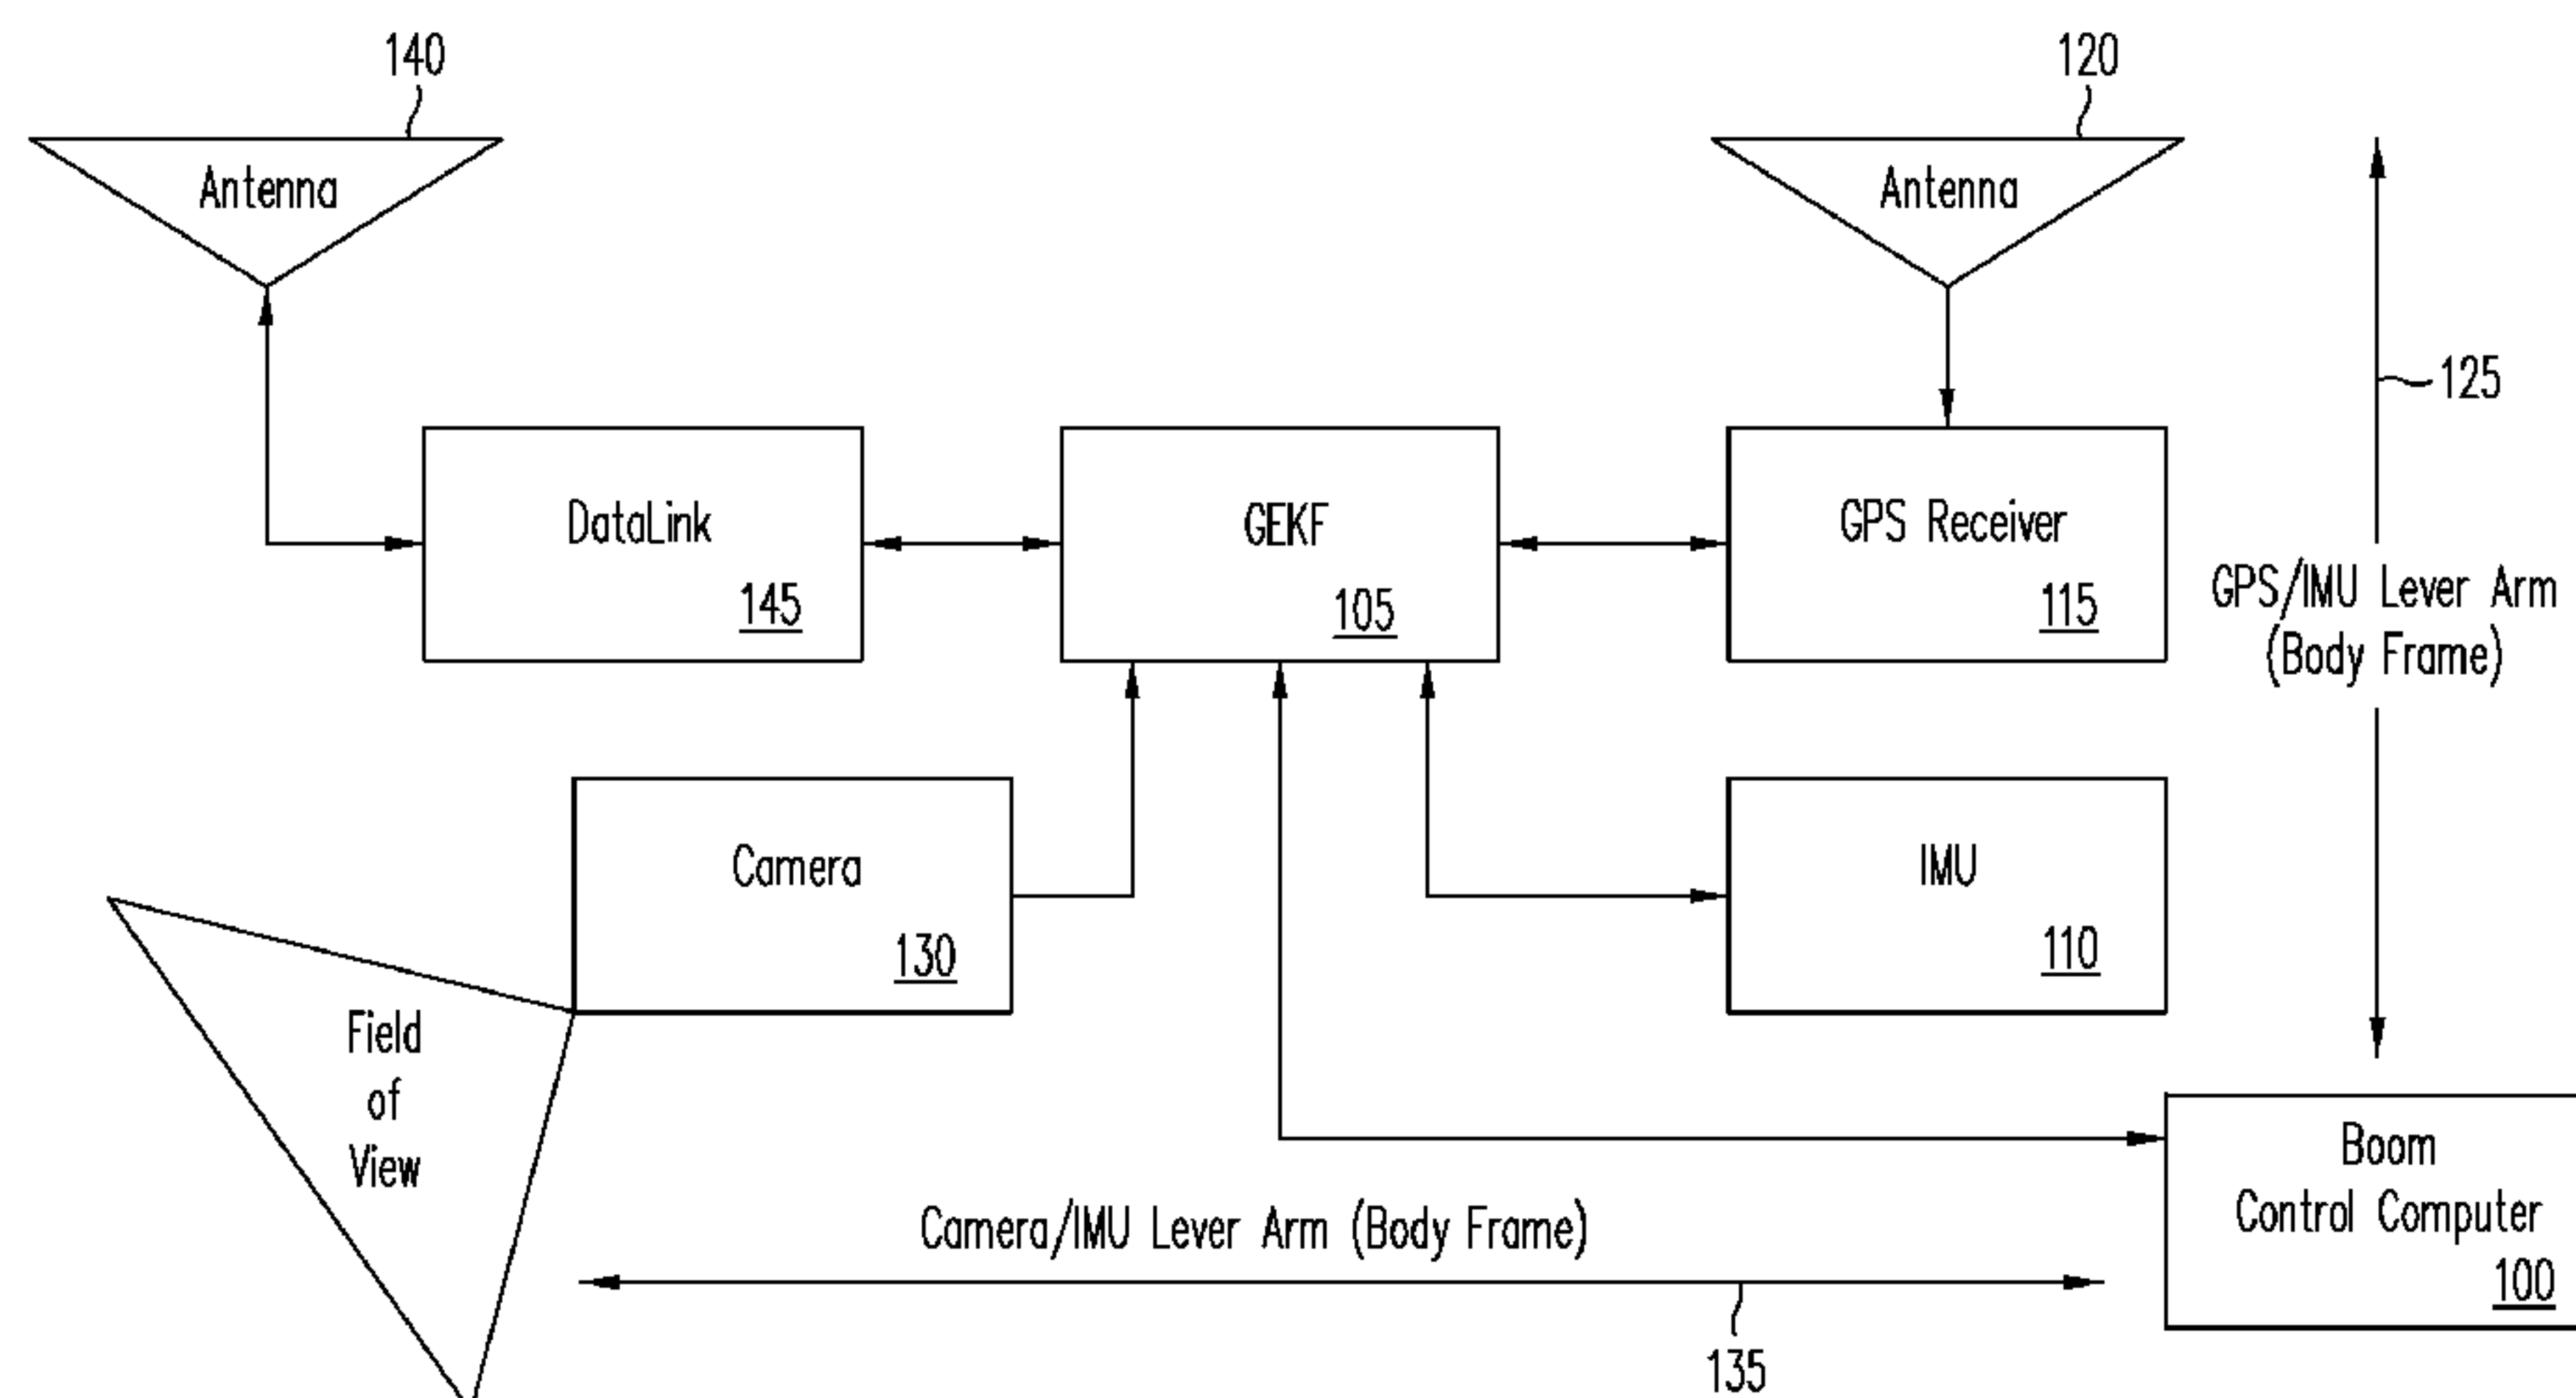 140
120
Antenna
Antenna
125
DataLink
145
GEKF
105
GPS Receiver
115
GPS/IMU Lever Arm
(Body Frame)
Camera
130
IMU
110
Field
of
View
Boom
Control Computer
100
Camera/IMU Lever Arm (Body Frame)
135